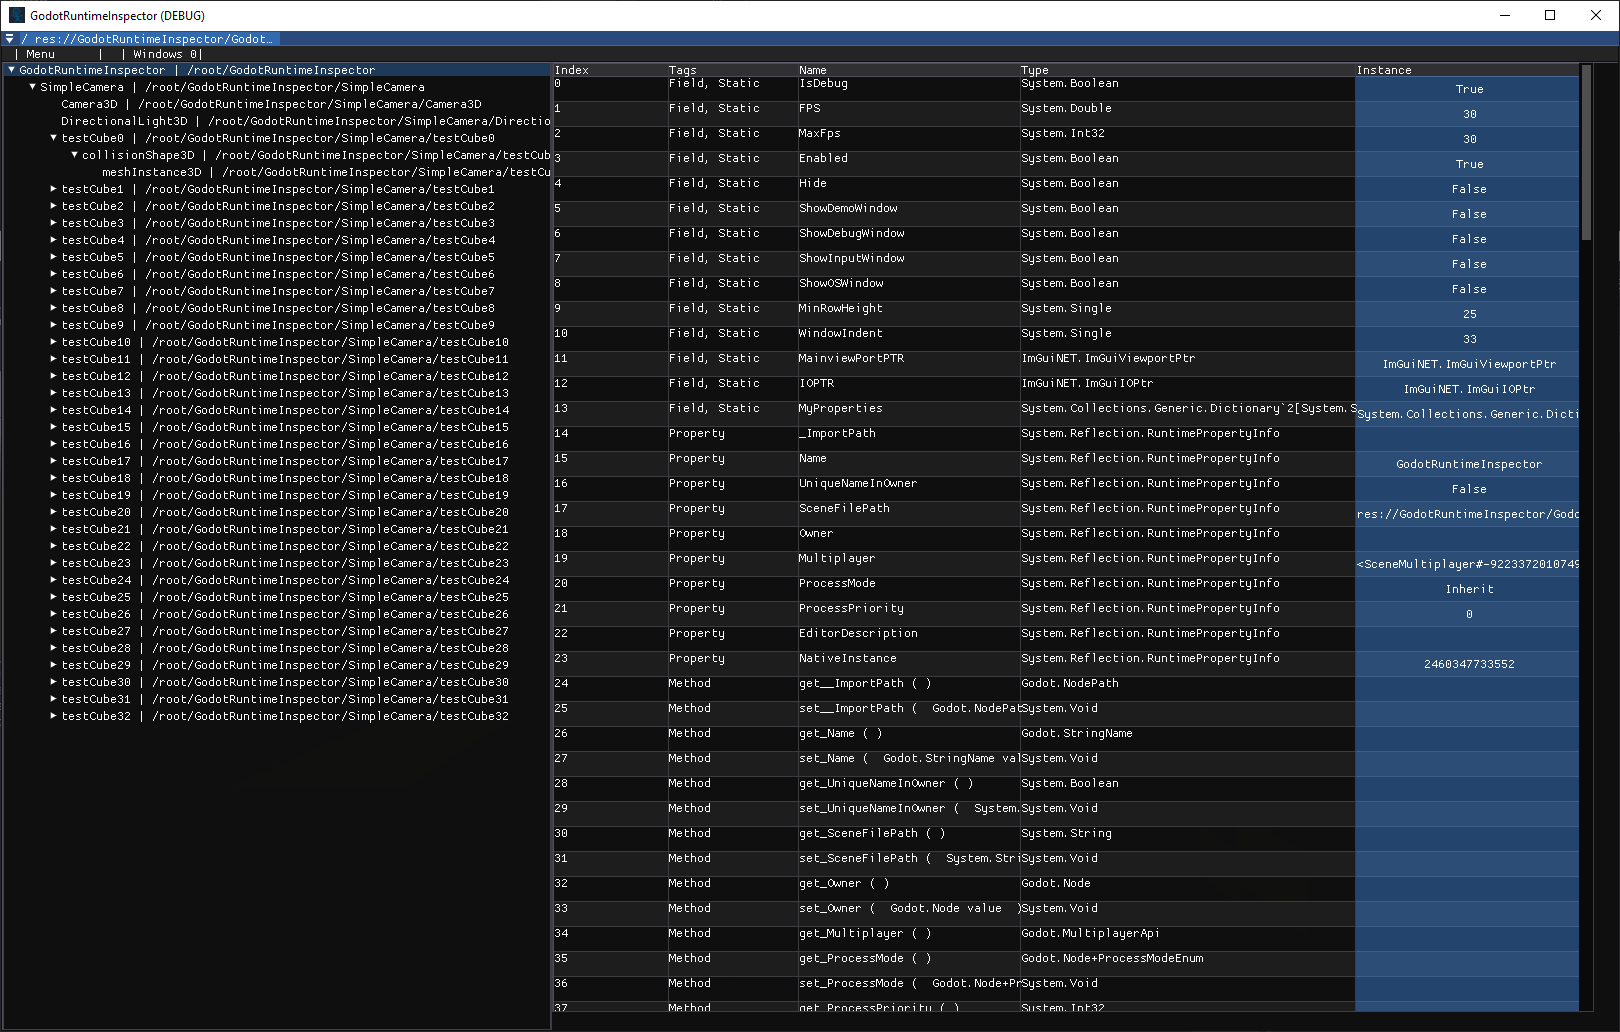 GodotRuntimeInspector (DEBUG)
/ res://GodotRuntimeInspector/Godot…
| Menu | | Windows 0|
GodotRuntimeInspector | /root/GodotRuntimeInspector
SimpleCamera | /root/GodotRuntimeInspector/SimpleCamera
Camera3D | /root/GodotRuntimeInspector/SimpleCamera/Camera3D
DirectionalLight3D | /root/GodotRuntimeInspector/SimpleCamera/Directio
testCube0 | /root/GodotRuntimeInspector/SimpleCamera/testCube0
collisionShape3D | /root/GodotRuntimeInspector/SimpleCamera/testCub
meshInstance3D | /root/GodotRuntimeInspector/SimpleCamera/testCu
testCube1 | /root/GodotRuntimeInspector/SimpleCamera/testCube1
testCube2 | /root/GodotRuntimeInspector/SimpleCamera/testCube2
testCube3 | /root/GodotRuntimeInspector/SimpleCamera/testCube3
testCube4 | /root/GodotRuntimeInspector/SimpleCamera/testCube4
testCube5 | /root/GodotRuntimeInspector/SimpleCamera/testCube5
testCube6 | /root/GodotRuntimeInspector/SimpleCamera/testCube6
testCube7 | /root/GodotRuntimeInspector/SimpleCamera/testCube7
testCube8 | /root/GodotRuntimeInspector/SimpleCamera/testCube8
testCube9 | /root/GodotRuntimeInspector/SimpleCamera/testCube9
testCube10 | /root/GodotRuntimeInspector/SimpleCamera/testCube10
testCube11 | /root/GodotRuntimeInspector/SimpleCamera/testCube11
testCube12 | /root/GodotRuntimeInspector/SimpleCamera/testCube12
testCube13 | /root/GodotRuntimeInspector/SimpleCamera/testCube13
testCube14 | /root/GodotRuntimeInspector/SimpleCamera/testCube14
testCube15 | /root/GodotRuntimeInspector/SimpleCamera/testCube15
testCube16 | /root/GodotRuntimeInspector/SimpleCamera/testCube16
testCube17 | /root/GodotRuntimeInspector/SimpleCamera/testCube17
testCube18 | /root/GodotRuntimeInspector/SimpleCamera/testCube18
testCube19 | /root/GodotRuntimeInspector/SimpleCamera/testCube19
testCube20 | /root/GodotRuntimeInspector/SimpleCamera/testCube20
testCube21 | /root/GodotRuntimeInspector/SimpleCamera/testCube21
testCube22 | /root/GodotRuntimeInspector/SimpleCamera/testCube22
testCube23 | /root/GodotRuntimeInspector/SimpleCamera/testCube23
testCube24 | /root/GodotRuntimeInspector/SimpleCamera/testCube24
testCube25 | /root/GodotRuntimeInspector/SimpleCamera/testCube25
testCube26 | /root/GodotRuntimeInspector/SimpleCamera/testCube26
testCube27 | /root/GodotRuntimeInspector/SimpleCamera/testCube27
testCube28 | /root/GodotRuntimeInspector/SimpleCamera/testCube28
testCube29 | /root/GodotRuntimeInspector/SimpleCamera/testCube29
testCube30 | /root/GodotRuntimeInspector/SimpleCamera/testCube30
testCube31 | /root/GodotRuntimeInspector/SimpleCamera/testCube31
testCube32 | /root/GodotRuntimeInspector/SimpleCamera/testCube32
Index Tags Name Type Instance
0 Field, Static IsDebug System.Boolean True
1 Field, Static FPS System.Double 30
2 Field, Static MaxFps System.Int32 30
3 Field, Static Enabled System.Boolean True
4 Field, Static Hide System.Boolean False
5 Field, Static ShowDemoWindow System.Boolean False
6 Field, Static ShowDebugWindow System.Boolean False
7 Field, Static ShowInputWindow System.Boolean False
8 Field, Static ShowOSWindow System.Boolean False
9 Field, Static MinRowHeight System.Single 25
10 Field, Static WindowIndent System.Single 33
11 Field, Static MainviewPortPTR ImGuiNET.ImGuiViewportPtr ImGuiNET.ImGuiViewportPtr
12 Field, Static IOPTR ImGuiNET.ImGuiIOPtr ImGuiNET.ImGuiIOPtr
13 Field, Static MyProperties System.Collections.Generic.Dictionary`2[System.S System.Collections.Generic.Dicti
14 Property _ImportPath System.Reflection.RuntimePropertyInfo
15 Property Name System.Reflection.RuntimePropertyInfo GodotRuntimeInspector
16 Property UniqueNameInOwner System.Reflection.RuntimePropertyInfo False
17 Property SceneFilePath System.Reflection.RuntimePropertyInfo res://GodotRuntimeInspector/Godo
18 Property Owner System.Reflection.RuntimePropertyInfo
19 Property Multiplayer System.Reflection.RuntimePropertyInfo <SceneMultiplayer#-9223372010749
20 Property ProcessMode System.Reflection.RuntimePropertyInfo Inherit
21 Property ProcessPriority System.Reflection.RuntimePropertyInfo 0
22 Property EditorDescription System.Reflection.RuntimePropertyInfo
23 Property NativeInstance System.Reflection.RuntimePropertyInfo 2460347733552
24 Method get__ImportPath ( ) Godot.NodePath
25 Method set__ImportPath ( Godot.NodePat System.Void
26 Method get_Name ( ) Godot.StringName
27 Method set_Name ( Godot.StringName val System.Void
28 Method get_UniqueNameInOwner ( ) System.Boolean
29 Method set_UniqueNameInOwner ( System. System.Void
30 Method get_SceneFilePath ( ) System.String
31 Method set_SceneFilePath ( System.Stri System.Void
32 Method get_Owner ( ) Godot.Node
33 Method set_Owner ( Godot.Node value ) System.Void
34 Method get_Multiplayer ( ) Godot.MultiplayerApi
35 Method get_ProcessMode ( ) Godot.Node+ProcessModeEnum
36 Method set_ProcessMode ( Godot.Node+Pr System.Void
37 Method get_ProcessPriority ( ) System.Int32